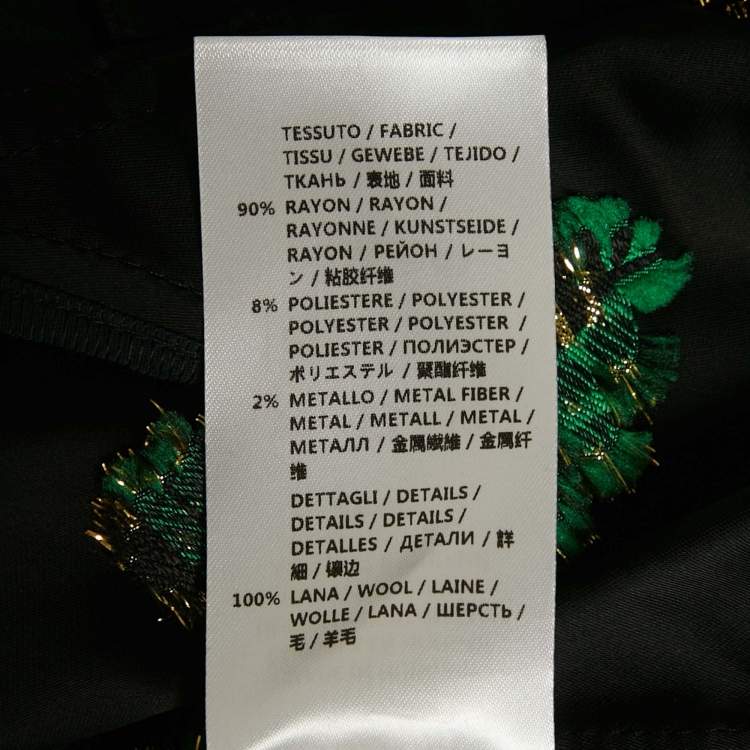 TESSUTO / FABRIC /
TISSU / GEWEBE / TEJIDO /
ТКАНЬ / 表地 / 面料
90% RAYON / RAYON /
RAYONNE / KUNSTSEIDE /
RAYON / РЕЙОН / レーヨ
ン / 粘胶纤维
8% POLIESTERE / POLYESTER /
POLYESTER / POLYESTER /
POLIESTER / ПОЛИЭСТЕР /
ポリエステル / 聚酯纤维
2% METALLO / METAL FIBER /
METAL / METALL / METAL /
МЕТАЛЛ / 金属繊維 / 金属纤
维
DETTAGLI / DETAILS /
DETAILS / DETAILS /
DETALLES / ДЕТАЛИ / 詳
細 / 镶边
100% LANA / WOOL / LAINE /
WOLLE / LANA / ШЕРСТЬ /
毛 / 羊毛